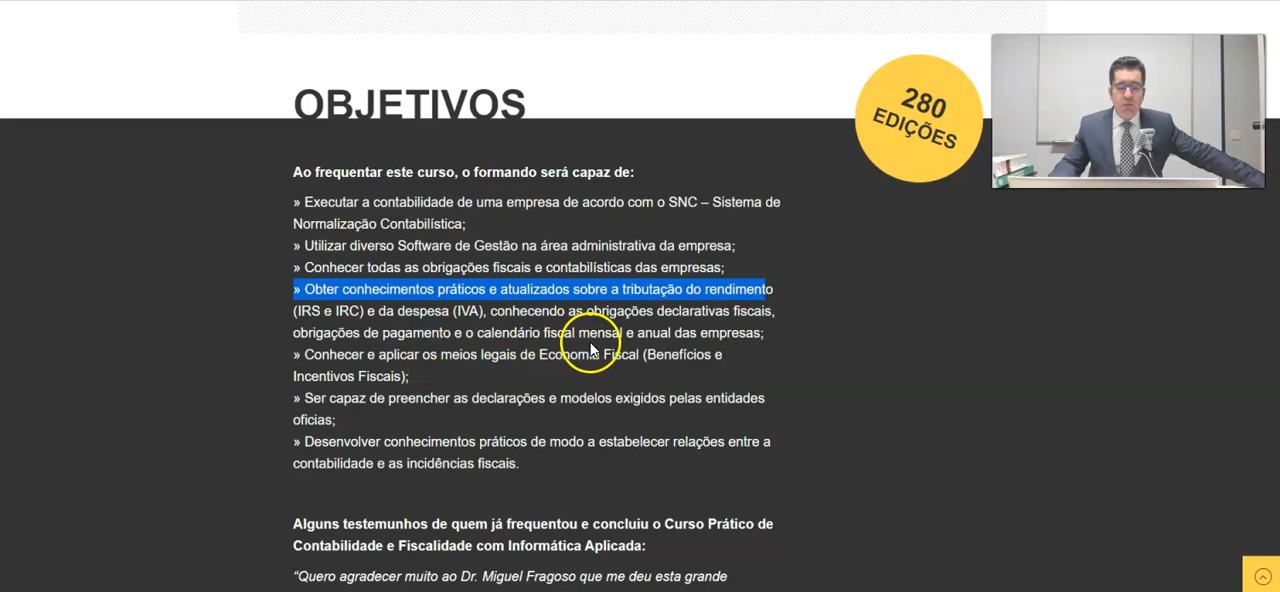 OBJETIVOS
280
EDIÇÕES
Ao frequentar este curso, o formando será capaz de:
» Executar a contabilidade de uma empresa de acordo com o SNC – Sistema de
Normalização Contabilística;
» Utilizar diverso Software de Gestão na área administrativa da empresa;
» Conhecer todas as obrigações fiscais e contabilísticas das empresas;
» Obter conhecimentos práticos e atualizados sobre a tributação do rendimento
(IRS e IRC) e da despesa (IVA), conhecendo as obrigações declarativas fiscais,
obrigações de pagamento e o calendário fiscal mensal e anual das empresas;
» Conhecer e aplicar os meios legais de Economia Fiscal (Benefícios e
Incentivos Fiscais);
» Ser capaz de preencher as declarações e modelos exigidos pelas entidades
oficias;
» Desenvolver conhecimentos práticos de modo a estabelecer relações entre a
contabilidade e as incidências fiscais.
Alguns testemunhos de quem já frequentou e concluiu o Curso Prático de
Contabilidade e Fiscalidade com Informática Aplicada:
“Quero agradecer muito ao Dr. Miguel Fragoso que me deu esta grande